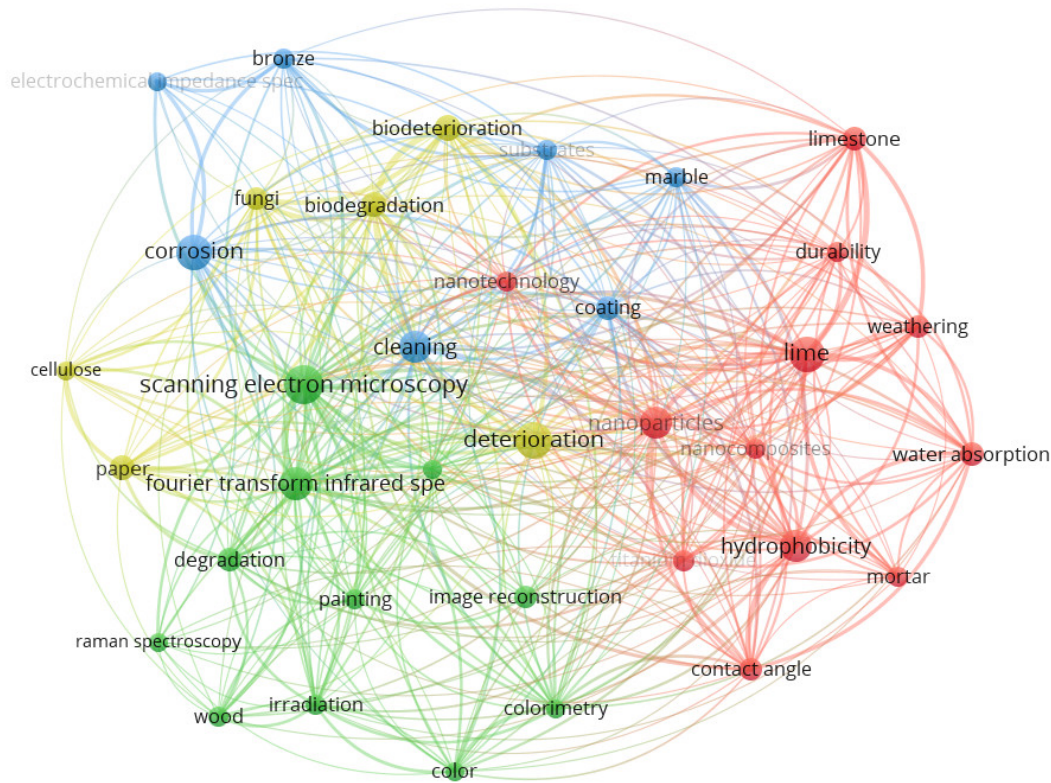 bronze
electrochemical impedance spec
biodeterioration
limestone
substrates
marble
fungi
biodegradation
corrosion
durability
nanotechnology
coating
weathering
cleaning
lime
cellulose
scanning electron microscopy
nanoparticles
deterioration
nanocomposites
water absorption
paper
fourier transform infrared spe
hydrophobicity
degradation
mortar
painting
image reconstruction
raman spectroscopy
contact angle
irradiation
colorimetry
wood
color